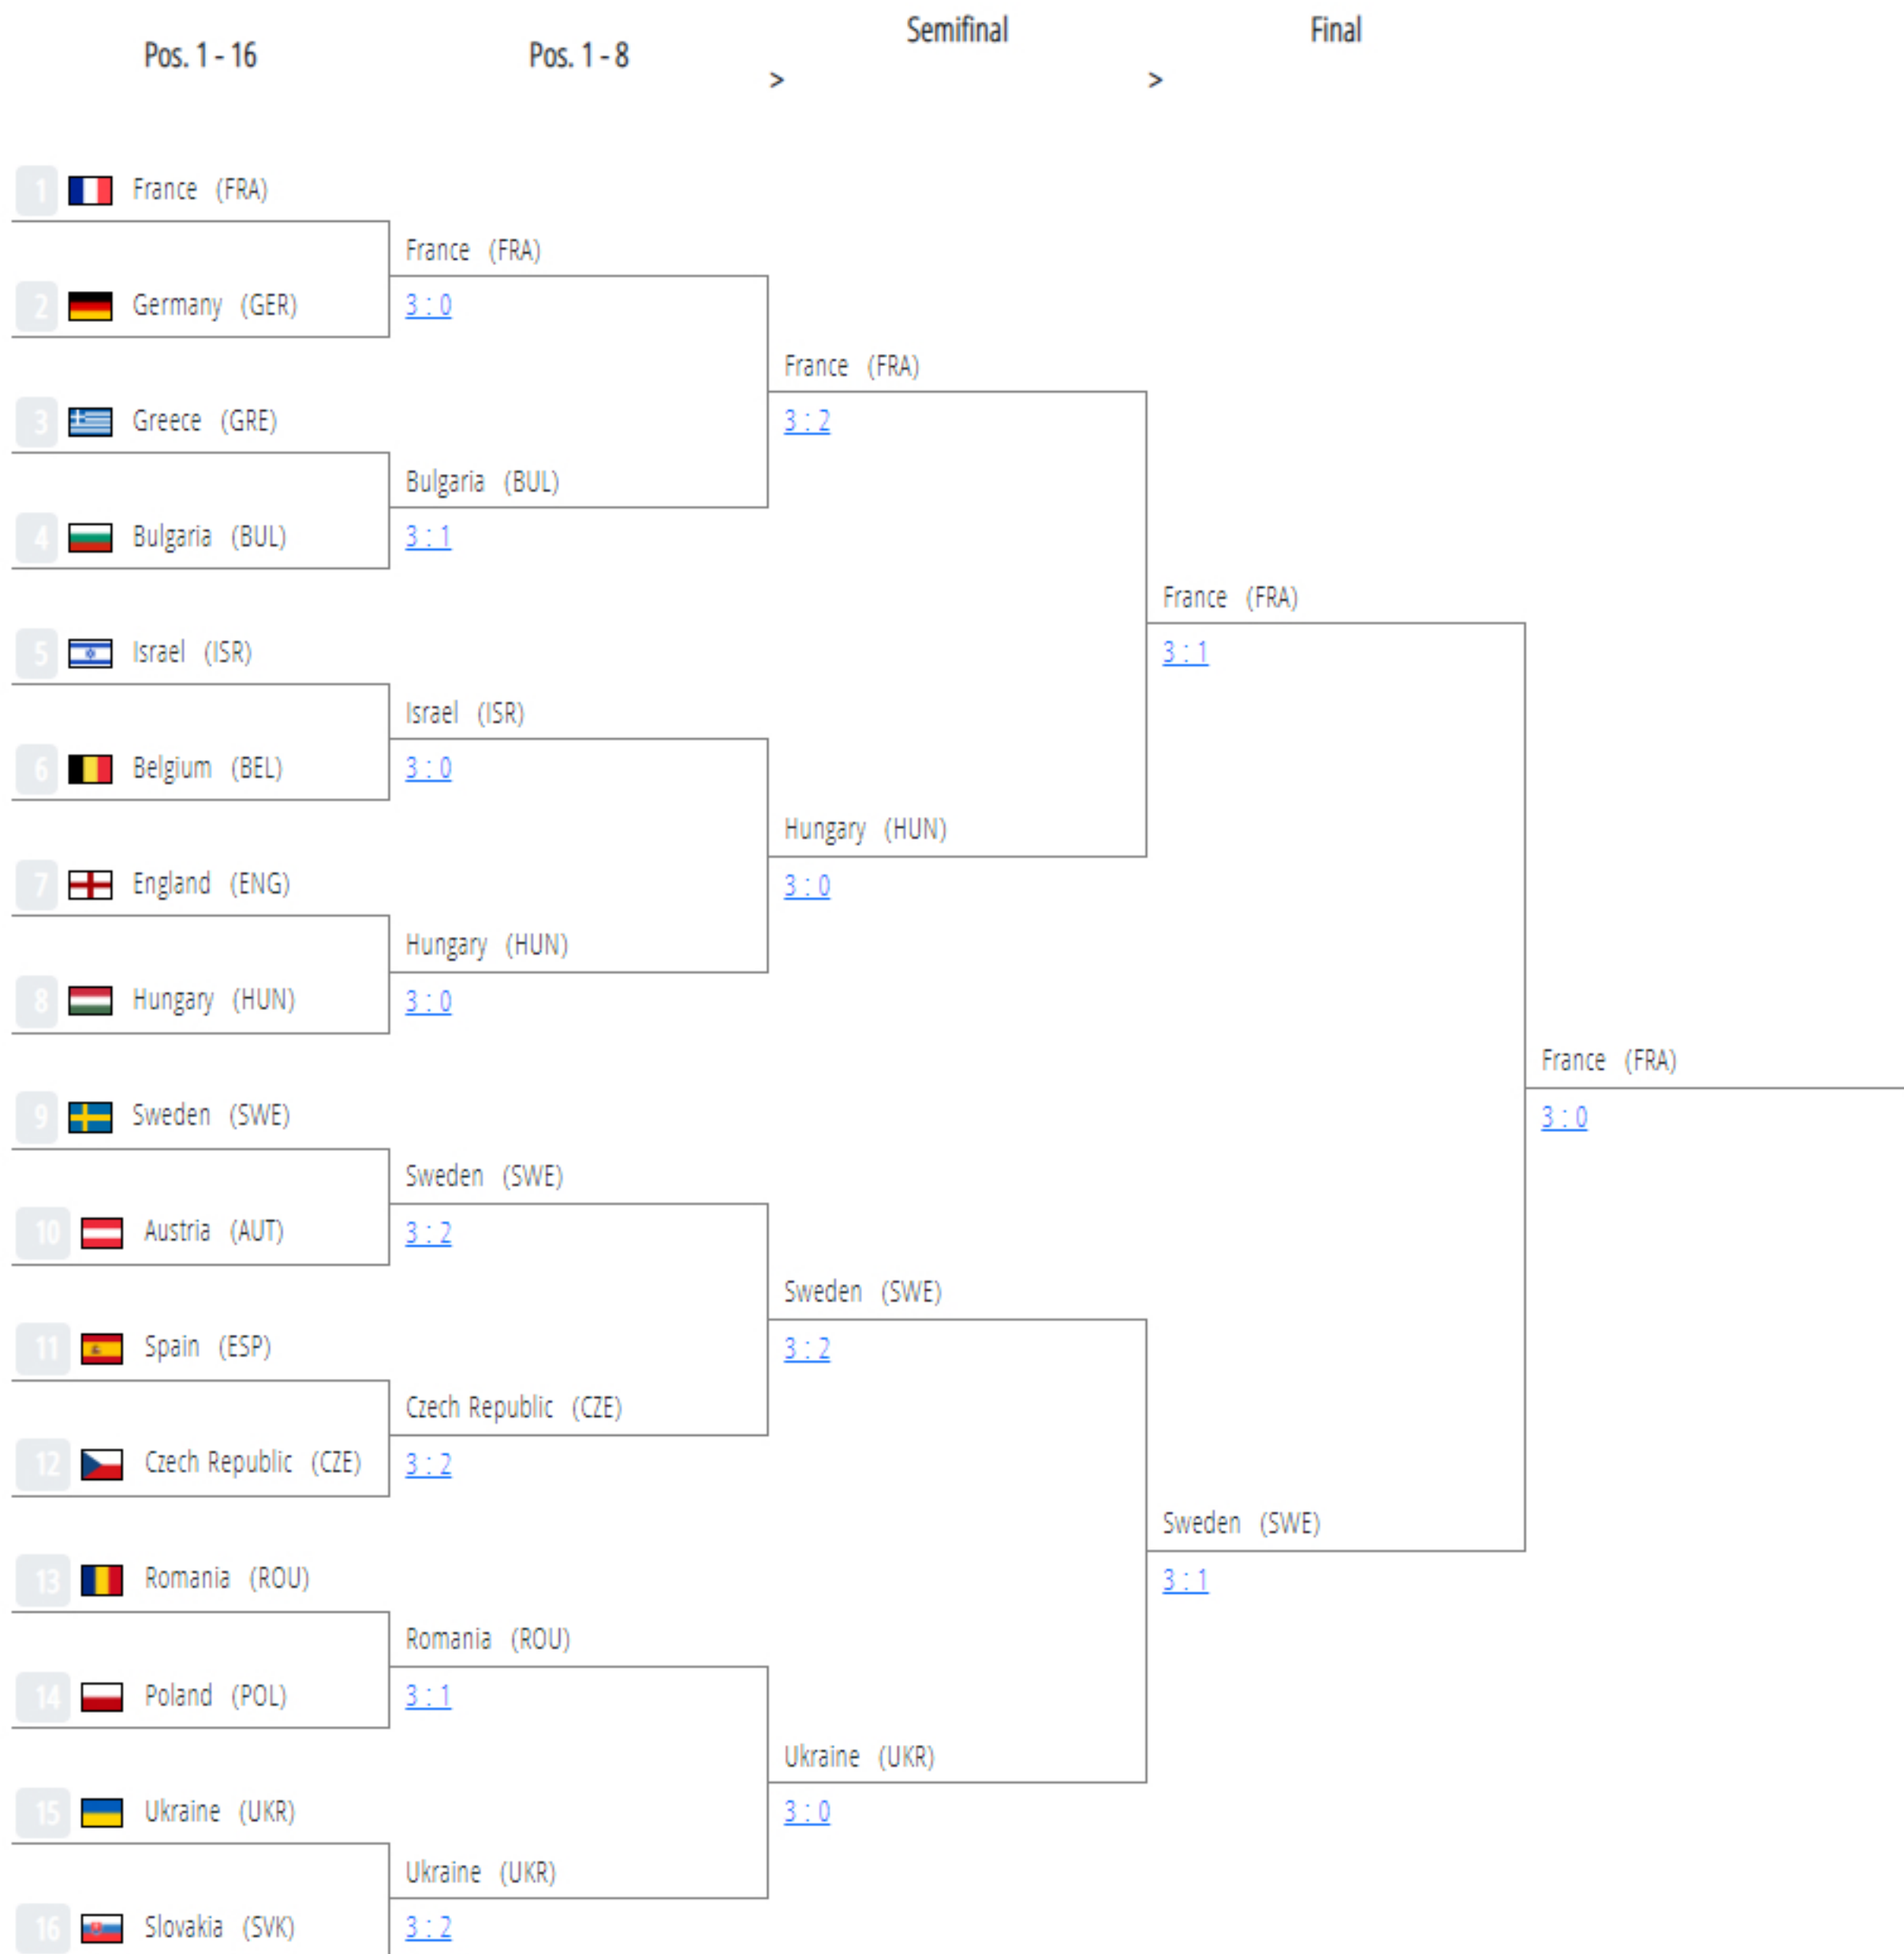 Semifinal Final
Pos. 1 - 16 Pos. 1 - 8
> >
1 France (FRA)
France (FRA)
2 Germany (GER) 3 : 0
France (FRA)
3 Greece (GRE) 3 : 2
Bulgaria (BUL)
4 Bulgaria (BUL) 3 : 1
France (FRA)
5 Israel (ISR) 3 : 1
Israel (ISR)
6 Belgium (BEL) 3 : 0
Hungary (HUN)
7 England (ENG) 3 : 0
Hungary (HUN)
8 Hungary (HUN) 3 : 0
France (FRA)
9 Sweden (SWE) 3 : 0
Sweden (SWE)
10 Austria (AUT) 3 : 2
Sweden (SWE)
11 Spain (ESP) 3 : 2
Czech Republic (CZE)
12 Czech Republic (CZE) 3 : 2
Sweden (SWE)
13 Romania (ROU) 3 : 1
Romania (ROU)
14 Poland (POL) 3 : 1
Ukraine (UKR)
15 Ukraine (UKR) 3 : 0
Ukraine (UKR)
16 Slovakia (SVK) 3 : 2